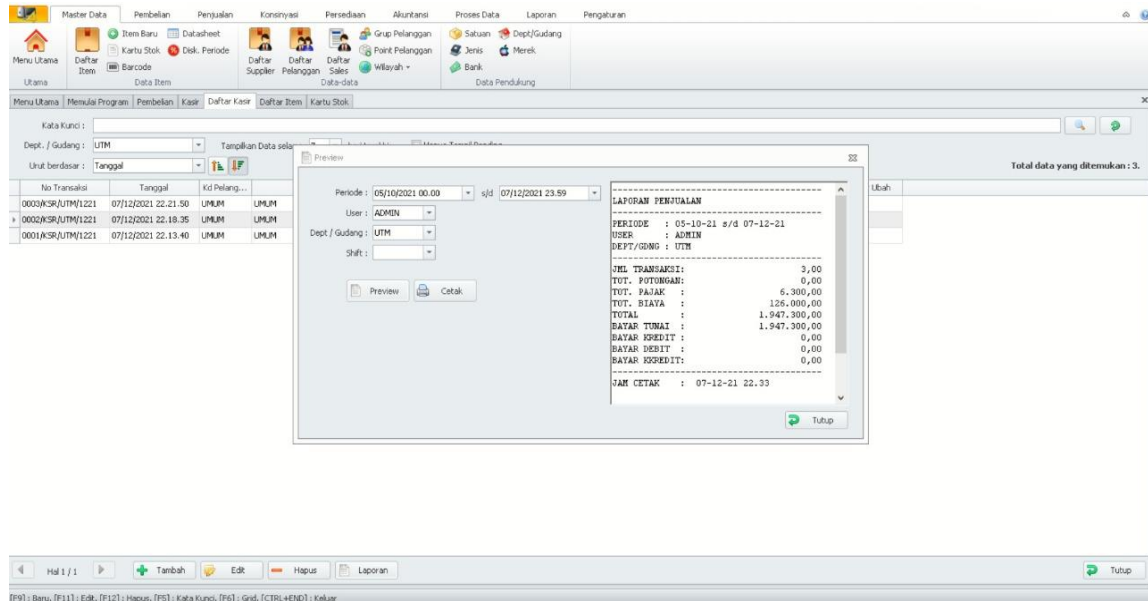 Master Data Pembelian Penjualan Konsinyasi Persediaan Akuntansi Proses Data Laporan Pengaturan
Menu Utama
Utama
Daftar Item
Item Baru Datasheet
Kartu Stok Disk. Periode
Barcode
Data Item
Daftar Supplier
Daftar Pelanggan
Daftar Sales
Grup Pelanggan
Point Pelanggan
Wilayah
Data-data
Satuan Dept/Gudang
Jenis Merek
Bank
Data Pendukung
Menu Utama Memulai Program Pembelian Kasir Daftar Kasir Daftar Item Kartu Stok
Kata Kunci :
Dept. / Gudang : UTM Tampilkan Data
Urut berdasar : Tanggal Total data yang ditemukan : 3.
No Transaksi Tanggal Kd Pelang... Ubah
0003/KSR/UTM/1221 07/12/2021 22.21.50 UMUM UMUM
0002/KSR/UTM/1221 07/12/2021 22.18.35 UMUM UMUM
0001/KSR/UTM/1221 07/12/2021 22.13.40 UMUM UMUM
Preview
Periode : 05/10/2021 00.00 s/d 07/12/2021 23.59
User : ADMIN
Dept / Gudang : UTM
Shift :
Preview Cetak
LAPORAN PENJUALAN
PERIODE : 05-10-21 s/d 07-12-21
USER : ADMIN
DEPT/GDNG : UTM
JML TRANSAKSI: 3,00
TOT. POTONGAN: 0,00
TOT. PAJAK : 6.300,00
TOT. BIAYA : 126.000,00
TOTAL : 1.947.300,00
BAYAR TUNAI : 1.947.300,00
BAYAR KREDIT : 0,00
BAYAR DEBIT : 0,00
BAYAR KKREDIT: 0,00
JAM CETAK : 07-12-21 22.33
Tutup
Hal 1 / 1 Tambah Edit Hapus Laporan Tutup
[F9] : Baru, [F11] : Edit, [F12] : Hapus, [F5] : Kata Kunci, [F6] : Grid, [CTRL+END] : Keluar